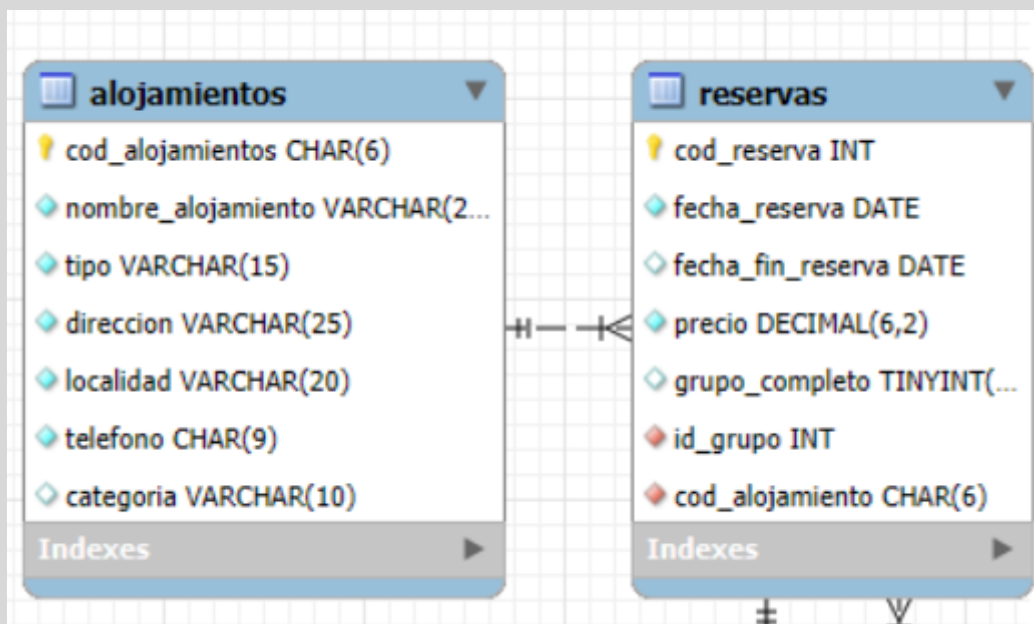 alojamientos
cod_alojamientos CHAR(6)
nombre_alojamiento VARCHAR(2...
tipo VARCHAR(15)
direccion VARCHAR(25)
localidad VARCHAR(20)
telefono CHAR(9)
categoria VARCHAR(10)
Indexes
reservas
cod_reserva INT
fecha_reserva DATE
fecha_fin_reserva DATE
precio DECIMAL(6,2)
grupo_completo TINYINT(...
id_grupo INT
cod_alojamiento CHAR(6)
Indexes